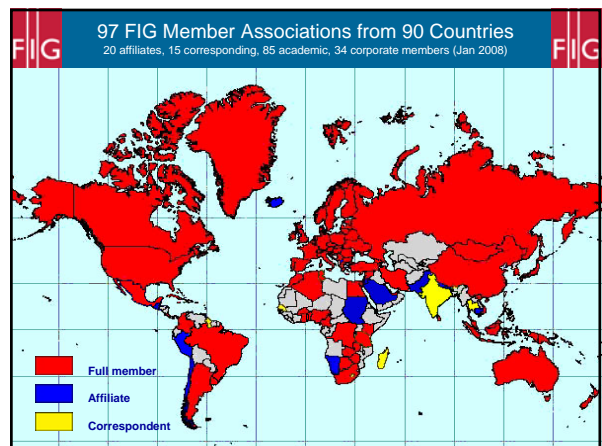 FIG
97 FIG Member Associations from 90 Countries
20 affiliates, 15 corresponding, 85 academic, 34 corporate members (Jan 2008)
FIG
Full member
Affiliate
Correspondent